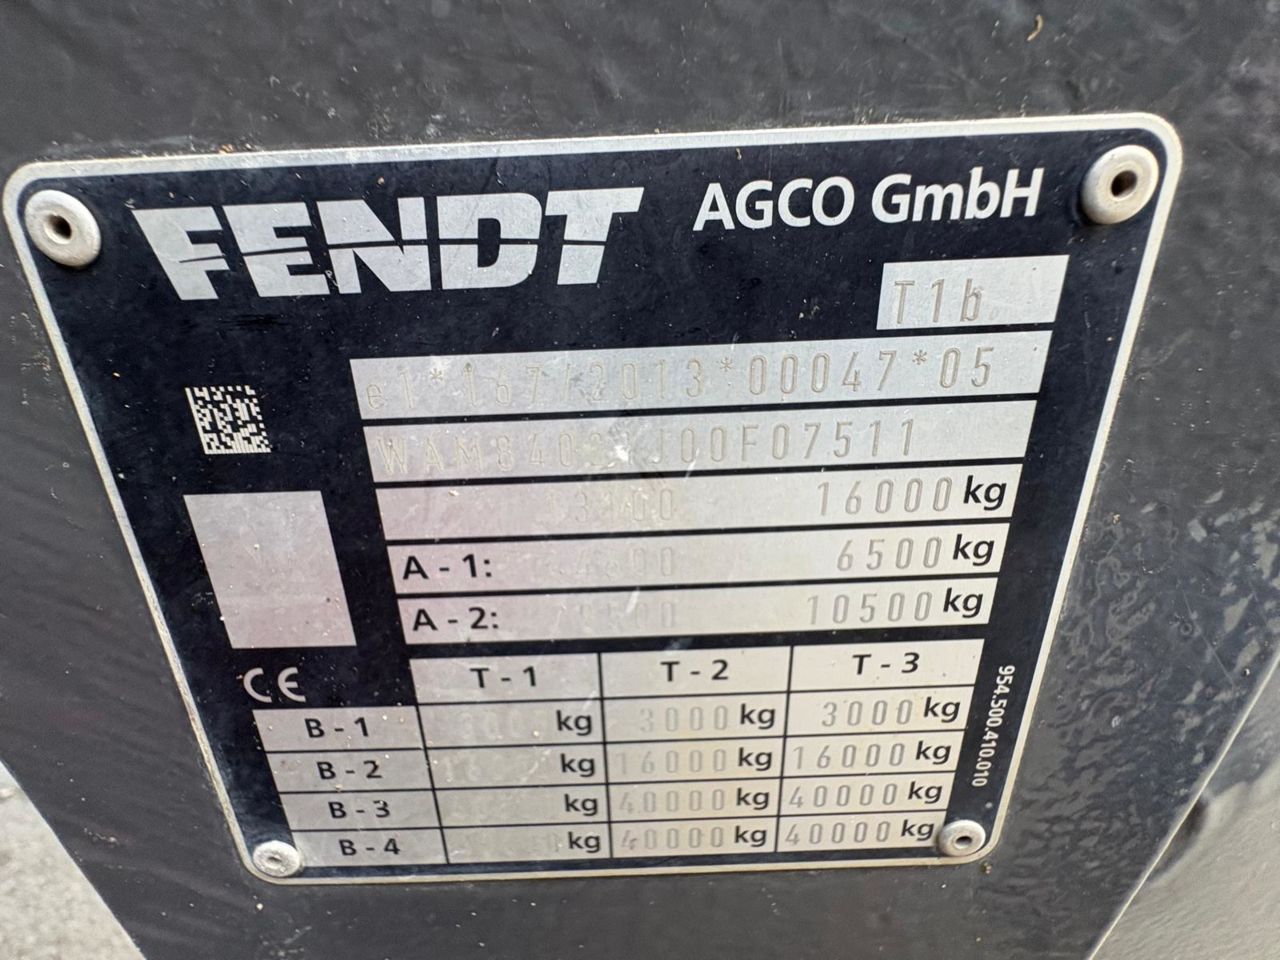 FENDT
AGCO GmbH
T1b
e1*167/2013*00047*05
00F07511
16000 kg
A - 1: 6500 kg
A - 2: 10500 kg
CE
T - 1 T - 2 T - 3
B - 1 kg 3000 kg 3000 kg
B - 2 kg 16000 kg 16000 kg
B - 3 kg 40000 kg 40000 kg
B - 4 kg 40000 kg 40000 kg
954.500.410.010